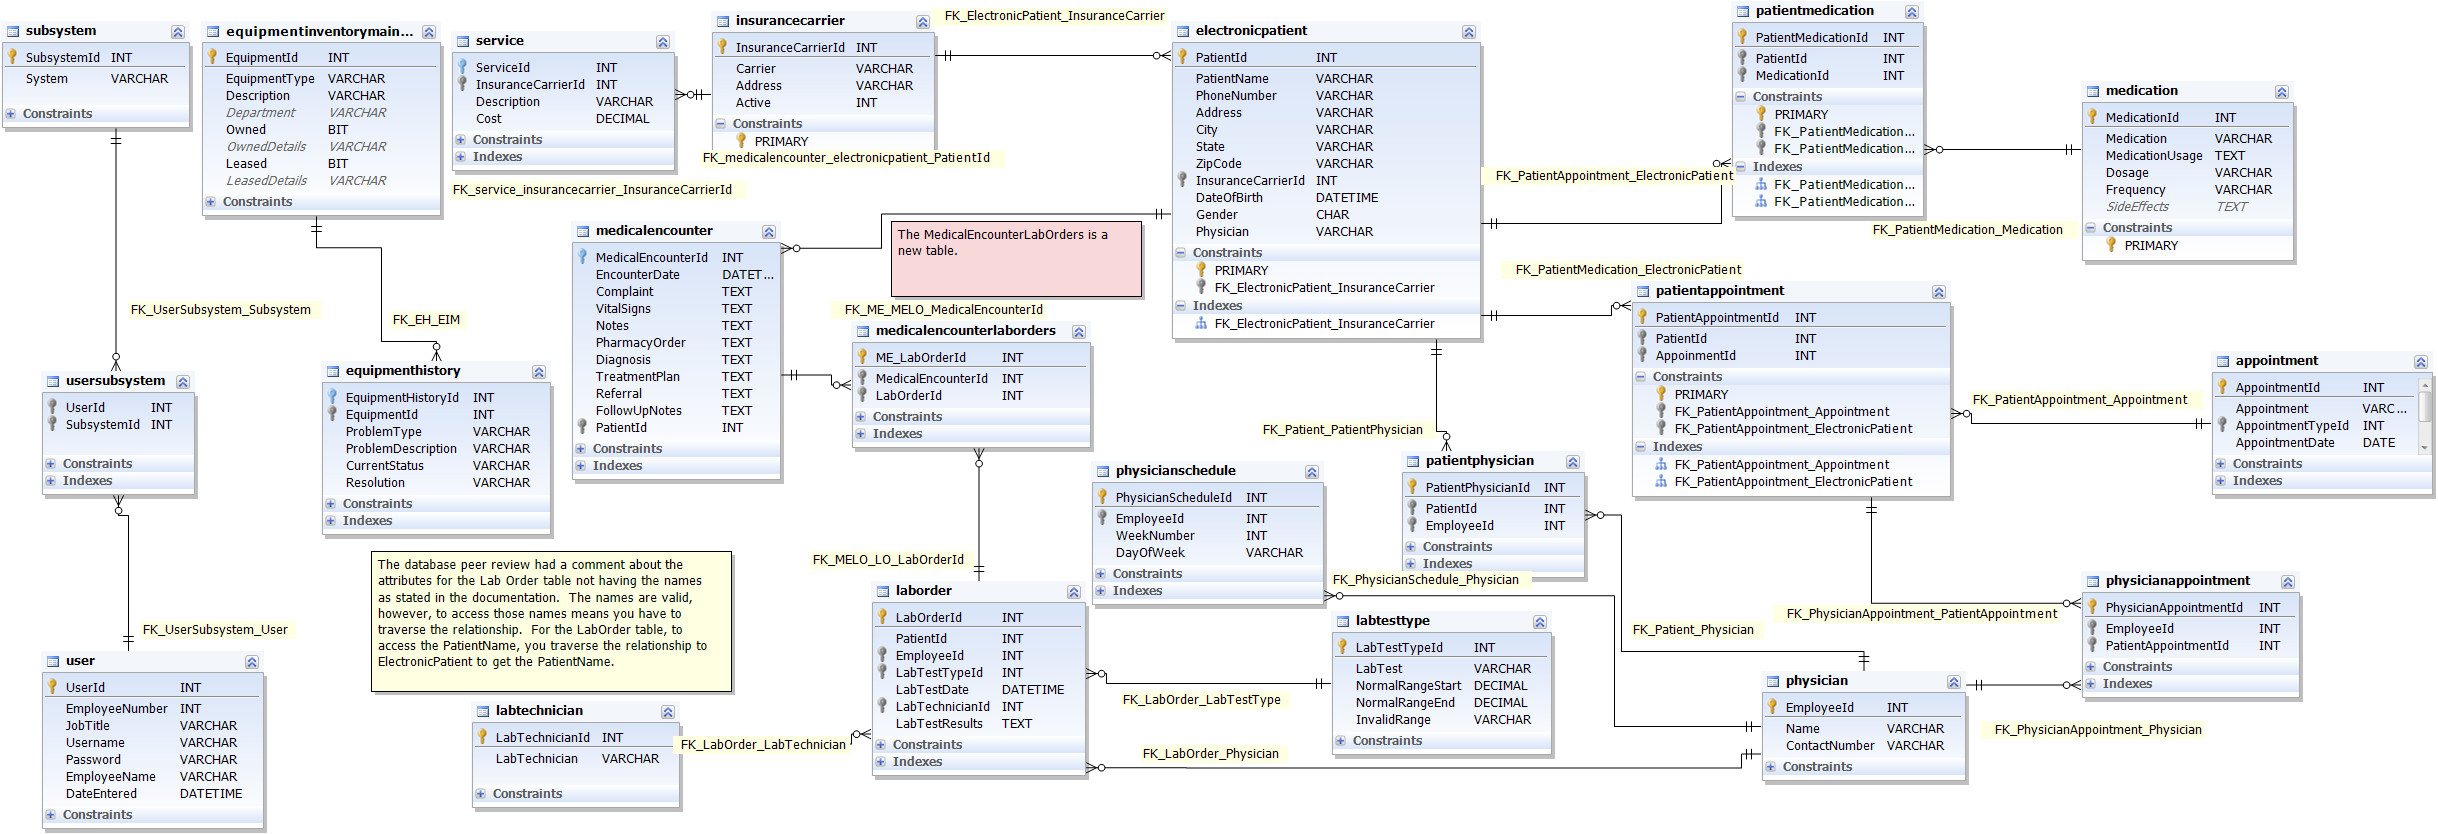 subsystem
SubsystemId INT
System VARCHAR
Constraints
equipmentinventorymain...
EquipmentId INT
EquipmentType VARCHAR
Description VARCHAR
Department VARCHAR
Owned BIT
OwnedDetails VARCHAR
Leased BIT
LeasedDetails VARCHAR
Constraints
service
ServiceId INT
InsuranceCarrierId INT
Description VARCHAR
Cost DECIMAL
Constraints
Indexes
FK_service_insurancecarrier_InsuranceCarrierId
insurancecarrier
InsuranceCarrierId INT
Carrier VARCHAR
Address VARCHAR
Active INT
Constraints
PRIMARY
FK_medicalencounter_electronicpatient_PatientId
FK_ElectronicPatient_InsuranceCarrier
electronicpatient
PatientId INT
PatientName VARCHAR
PhoneNumber VARCHAR
Address VARCHAR
City VARCHAR
State VARCHAR
ZipCode VARCHAR
InsuranceCarrierId INT
DateOfBirth DATETIME
Gender CHAR
Physician VARCHAR
Constraints
PRIMARY
FK_ElectronicPatient_InsuranceCarrier
Indexes
FK_ElectronicPatient_InsuranceCarrier
patientmedication
PatientMedicationId INT
PatientId INT
MedicationId INT
Constraints
PRIMARY
FK_PatientMedication...
FK_PatientMedication...
Indexes
FK_PatientMedication...
FK_PatientMedication...
FK_PatientAppointment_ElectronicPatient
medication
MedicationId INT
Medication VARCHAR
MedicationUsage TEXT
Dosage VARCHAR
Frequency VARCHAR
SideEffects TEXT
Constraints
PRIMARY
FK_PatientMedication_Medication
FK_PatientMedication_ElectronicPatient
medicalencounter
MedicalEncounterId INT
EncounterDate DATET...
Complaint TEXT
VitalSigns TEXT
Notes TEXT
PharmacyOrder TEXT
Diagnosis TEXT
TreatmentPlan TEXT
Referral TEXT
FollowUpNotes TEXT
PatientId INT
Constraints
Indexes
The MedicalEncounterLabOrders is a
new table.
FK_ME_MELO_MedicalEncounterId
medicalencounterlaborders
ME_LabOrderId INT
MedicalEncounterId INT
LabOrderId INT
Constraints
Indexes
FK_UserSubsystem_Subsystem
FK_EH_EIM
usersubsystem
UserId INT
SubsystemId INT
Constraints
Indexes
equipmenthistory
EquipmentHistoryId INT
EquipmentId INT
ProblemType VARCHAR
ProblemDescription VARCHAR
CurrentStatus VARCHAR
Resolution VARCHAR
Constraints
Indexes
patientappointment
PatientAppointmentId INT
PatientId INT
AppoinmentId INT
Constraints
PRIMARY
FK_PatientAppointment_Appointment
FK_PatientAppointment_ElectronicPatient
Indexes
FK_PatientAppointment_Appointment
FK_PatientAppointment_ElectronicPatient
FK_PatientAppointment_Appointment
appointment
AppointmentId INT
Appointment VARC...
AppointmentTypeId INT
AppointmentDate DATE
Constraints
Indexes
FK_Patient_PatientPhysician
physicianschedule
PhysicianScheduleId INT
EmployeeId INT
WeekNumber INT
DayOfWeek VARCHAR
Constraints
Indexes
patientphysician
PatientPhysicianId INT
PatientId INT
EmployeeId INT
Constraints
Indexes
FK_PhysicianSchedule_Physician
The database peer review had a comment about the
attributes for the Lab Order table not having the names
as stated in the documentation. The names are valid,
however, to access those names means you have to
traverse the relationship. For the LabOrder table, to
access the PatientName, you traverse the relationship to
ElectronicPatient to get the PatientName.
FK_MELO_LO_LabOrderId
laborder
LabOrderId INT
PatientId INT
EmployeeId INT
LabTestTypeId INT
LabTestDate DATETIME
LabTechnicianId INT
LabTestResults TEXT
Constraints
Indexes
labtesttype
LabTestTypeId INT
LabTest VARCHAR
NormalRangeStart DECIMAL
NormalRangeEnd DECIMAL
InvalidRange VARCHAR
Constraints
FK_LabOrder_LabTestType
FK_LabOrder_Physician
FK_Patient_Physician
FK_PhysicianAppointment_PatientAppointment
physicianappointment
PhysicianAppointmentId INT
EmployeeId INT
PatientAppointmentId INT
Constraints
Indexes
physician
EmployeeId INT
Name VARCHAR
ContactNumber VARCHAR
Constraints
FK_PhysicianAppointment_Physician
FK_UserSubsystem_User
user
UserId INT
EmployeeNumber INT
JobTitle VARCHAR
Username VARCHAR
Password VARCHAR
EmployeeName VARCHAR
DateEntered DATETIME
Constraints
labtechnician
LabTechnicianId INT
LabTechnician VARCHAR
Constraints
FK_LabOrder_LabTechnician